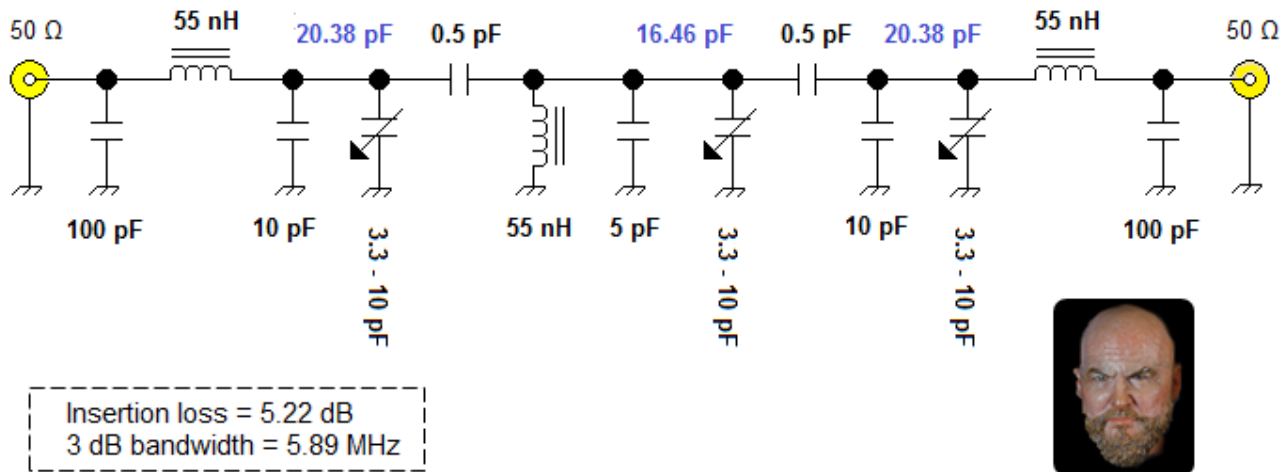 50 Ω
55 nH
20.38 pF
0.5 pF
16.46 pF
0.5 pF
20.38 pF
55 nH
50 Ω
100 pF
10 pF
3.3 - 10 pF
55 nH
5 pF
3.3 - 10 pF
10 pF
3.3 - 10 pF
100 pF
Insertion loss = 5.22 dB
3 dB bandwidth = 5.89 MHz